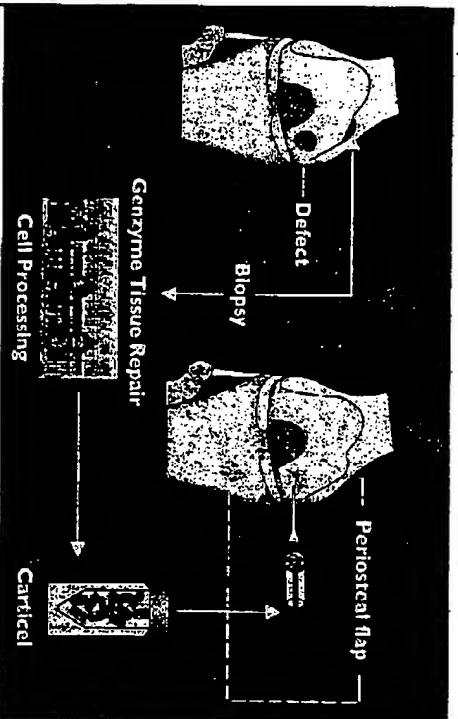 Defect
Biopsy
Genzyme Tissue Repair
Cell Processing
Periosteal flap
Carticel